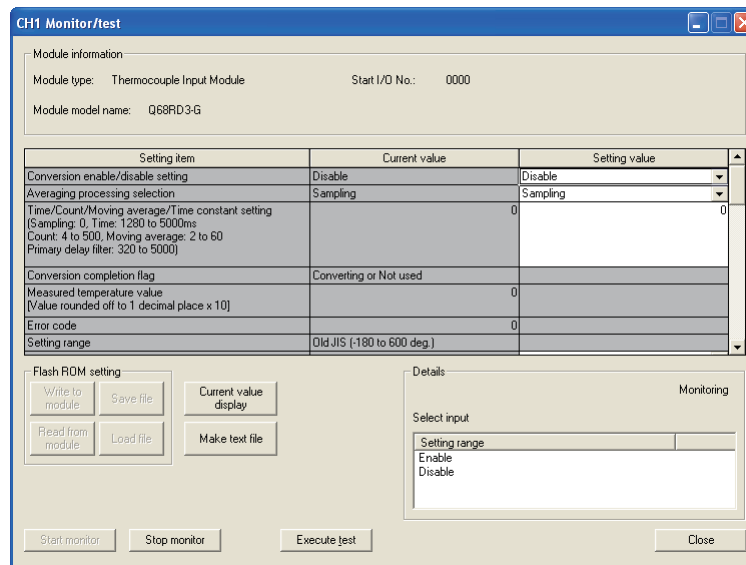 CH1 Monitor/test
Module information
Module type: Thermocouple Input Module Start I/O No.: 0000
Module model name: Q68RD3-G
Setting item Current value Setting value
Conversion enable/disable setting Disable Disable
Averaging processing selection Sampling Sampling
Time/Count/Moving average/Time constant setting 0 0
(Sampling: 0, Time: 1280 to 5000ms
Count: 4 to 500, Moving average: 2 to 60
Primary delay filter: 320 to 5000)
Conversion completion flag Converting or Not used
Measured temperature value 0
[Value rounded off to 1 decimal place x 10]
Error code 0
Setting range Old JIS (-180 to 600 deg.)
Flash ROM setting
Write to
module
Save file
Current value
display
Read from
module
Load file
Make text file
Details
Monitoring
Select input
Setting range
Enable
Disable
Start monitor Stop monitor Execute test Close